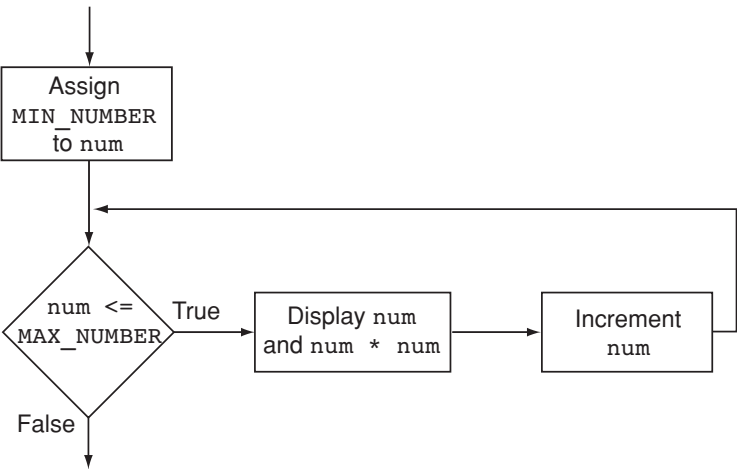 Assign
MIN_NUMBER
to num
num <=
MAX_NUMBER
True
Display num
and num * num
Increment
num
False